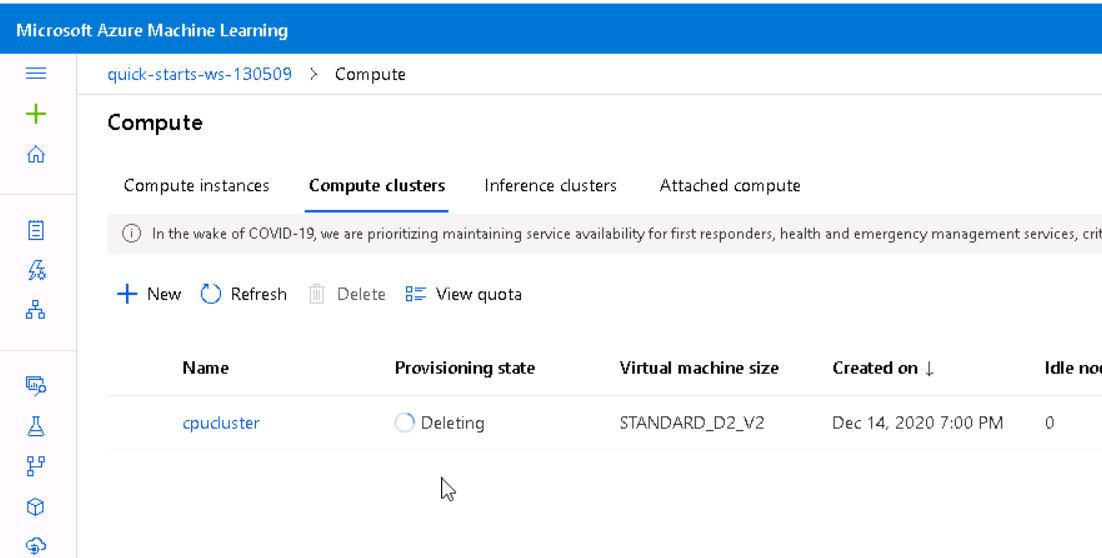 Microsoft Azure Machine Learning
quick-starts-ws-130509 > Compute
Compute
Compute instances Compute clusters Inference clusters Attached compute
In the wake of COVID-19, we are prioritizing maintaining service availability for first responders, health and emergency management services, crit
New Refresh Delete View quota
Name Provisioning state Virtual machine size Created on ↓ Idle no
cpucluster Deleting STANDARD_D2_V2 Dec 14, 2020 7:00 PM 0